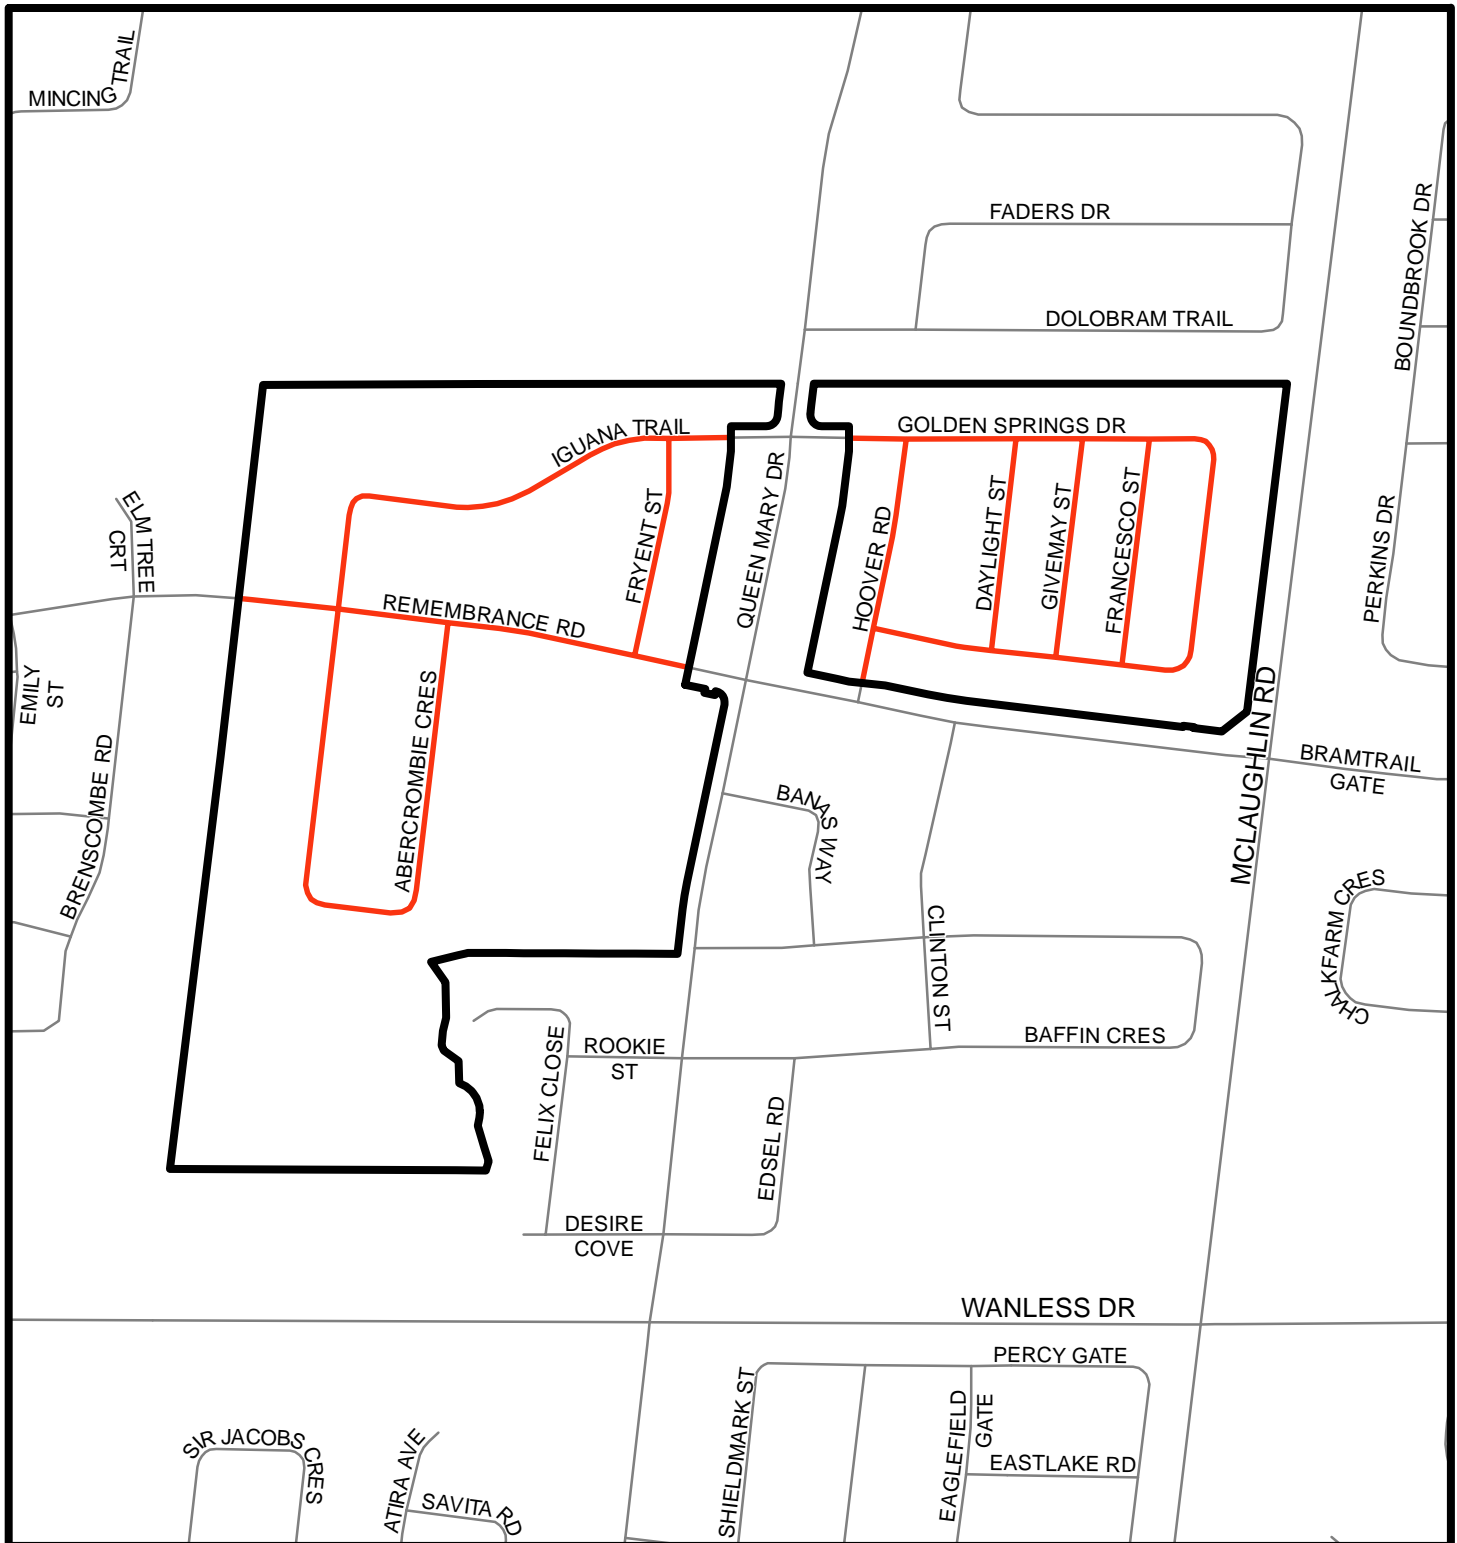 MINCING TRAIL
FADERS DR
BOUNDBROOK DR
DOLOBRAM TRAIL
IGUANA TRAIL
GOLDEN SPRINGS DR
QUEEN MARY DR
ELM TREE
CRT
FRYENT ST
HOOVER RD
DAYLIGHT ST
GIVEMAY ST
FRANCESCO ST
PERKINS DR
REMEMBRANCE RD
EMILY
ST
ABERCROMBIE CRES
MCLAUGHLIN RD
BRAMTRAIL
GATE
BRENSCOMBE RD
BANAS WAY
CHALKFARM CRES
CLINTON ST
BAFFIN CRES
FELIX CLOSE
ROOKIE
ST
EDSEL RD
DESIRE
COVE
WANLESS DR
PERCY GATE
SHIELDMARK ST
EAGLEFIELD
GATE
EASTLAKE RD
SIR JACOBS CRES
ATIRA AVE
SAVITA RD